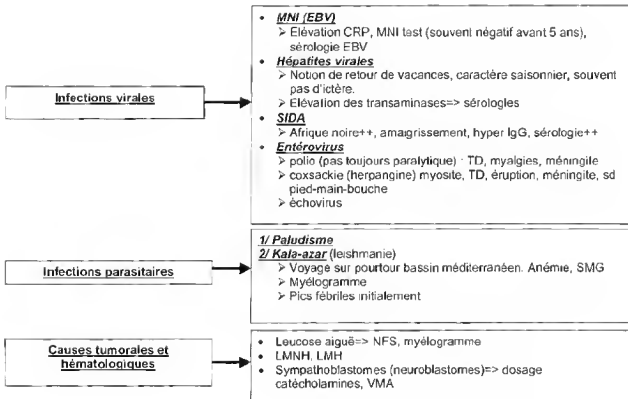 Infections virales
• MNI (EBV)
➢ Elévation CRP, MNI test (souvent négatif avant 5 ans),
sérologie EBV
• Hépatites virales
➢ Notion de retour de vacances, caractère saisonnier, souvent
pas d'ictère.
➢ Elévation des transaminases=> sérologies
• SIDA
➢ Afrique noire++, amaigrissement, hyper IgG, sérologie++
• Entérovirus
➢ polio (pas toujours paralytique) : TD, myalgies, méningite
➢ coxsackie (herpangine) myosite, TD, éruption, méningite, sd
pied-main-bouche
➢ échovirus
Infections parasitaires
1/ Paludisme
2/ Kala-azar (leishmanie)
➢ Voyage sur pourtour bassin méditerranéen. Anémie, SMG
➢ Myélogramme
➢ Pics fébriles initialement
Causes tumorales et
hématologiques
• Leucose aiguë=> NFS, myélogramme
• LMNH, LMH
• Sympathoblastomes (neuroblastomes)=> dosage
catécholamines, VMA